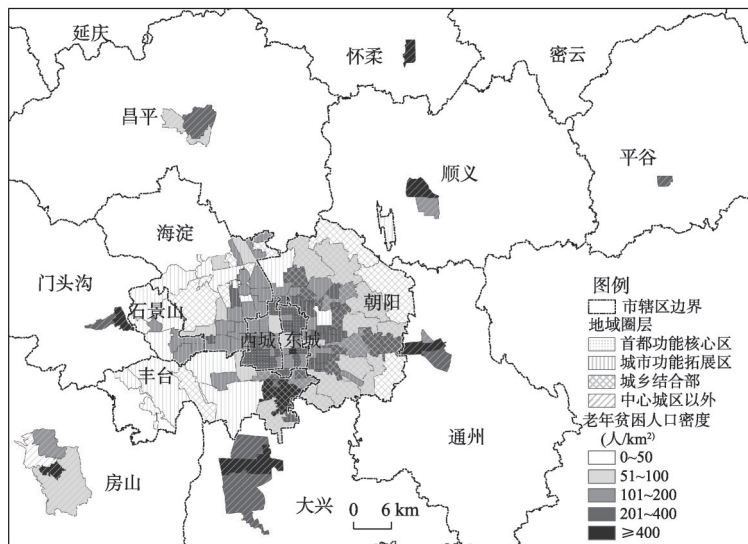 延庆
怀柔
密云
昌平
顺义
平谷
海淀
门头沟
石景山
朝阳
西城 东城
丰台
通州
房山
大兴
0 6 km
图例
市辖区边界
地域圈层
首都功能核心区
城市功能拓展区
城乡结合部
中心城区以外
老年贫困人口密度
(人/km²)
0~50
51~100
101~200
201~400
≥400